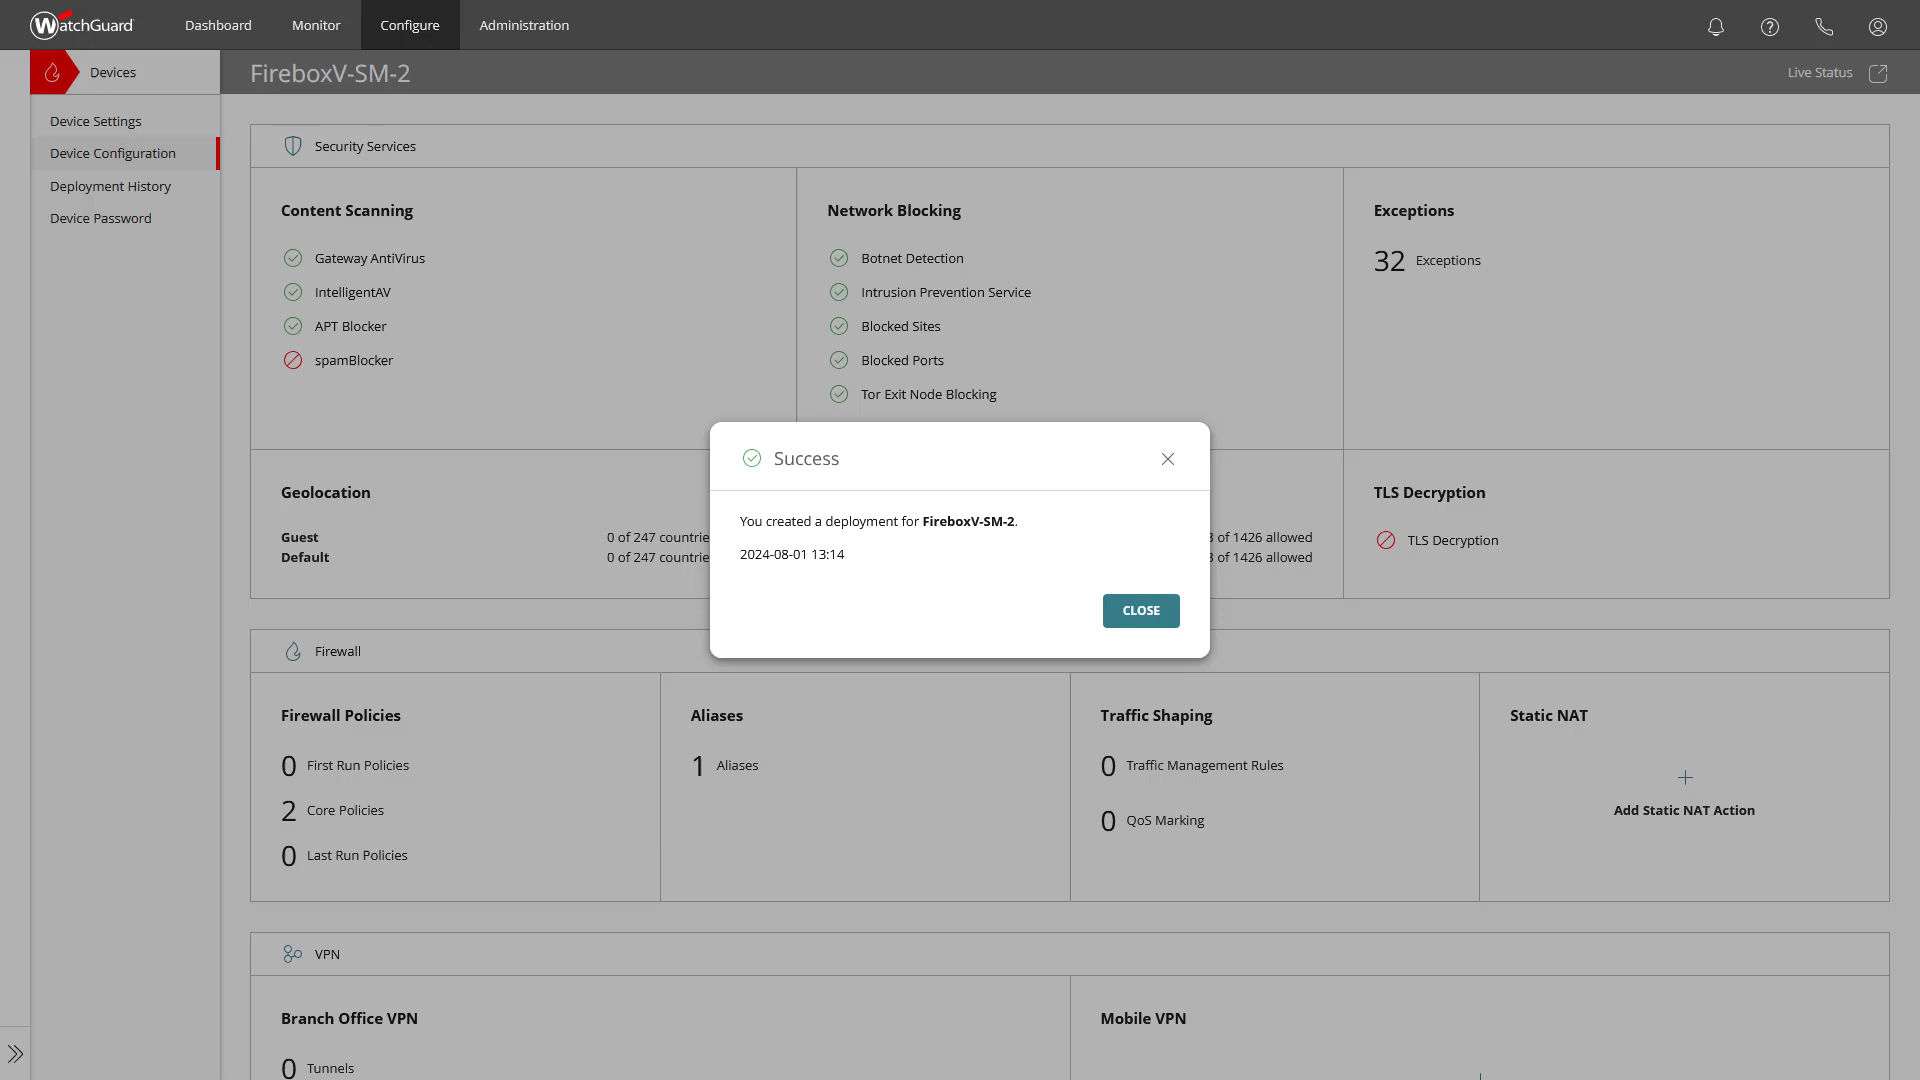 WatchGuard
Dashboard
Monitor
Configure
Administration
Devices
FireboxV-SM-2
Live Status
Device Settings
Device Configuration
Deployment History
Device Password
Security Services
Content Scanning
Gateway AntiVirus
IntelligentAV
APT Blocker
spamBlocker
Network Blocking
Botnet Detection
Intrusion Prevention Service
Blocked Sites
Blocked Ports
Tor Exit Node Blocking
Exceptions
32 Exceptions
Success
You created a deployment for FireboxV-SM-2.
2024-08-01 13:14
CLOSE
Geolocation
Guest 0 of 247
Default 0 of 247
of 1426 allowed
of 1426 allowed
TLS Decryption
TLS Decryption
Firewall
Firewall Policies
0 First Run Policies
2 Core Policies
0 Last Run Policies
Aliases
1 Aliases
Traffic Shaping
0 Traffic Management Rules
0 QoS Marking
Static NAT
Add Static NAT Action
VPN
Branch Office VPN
0 Tunnels
Mobile VPN